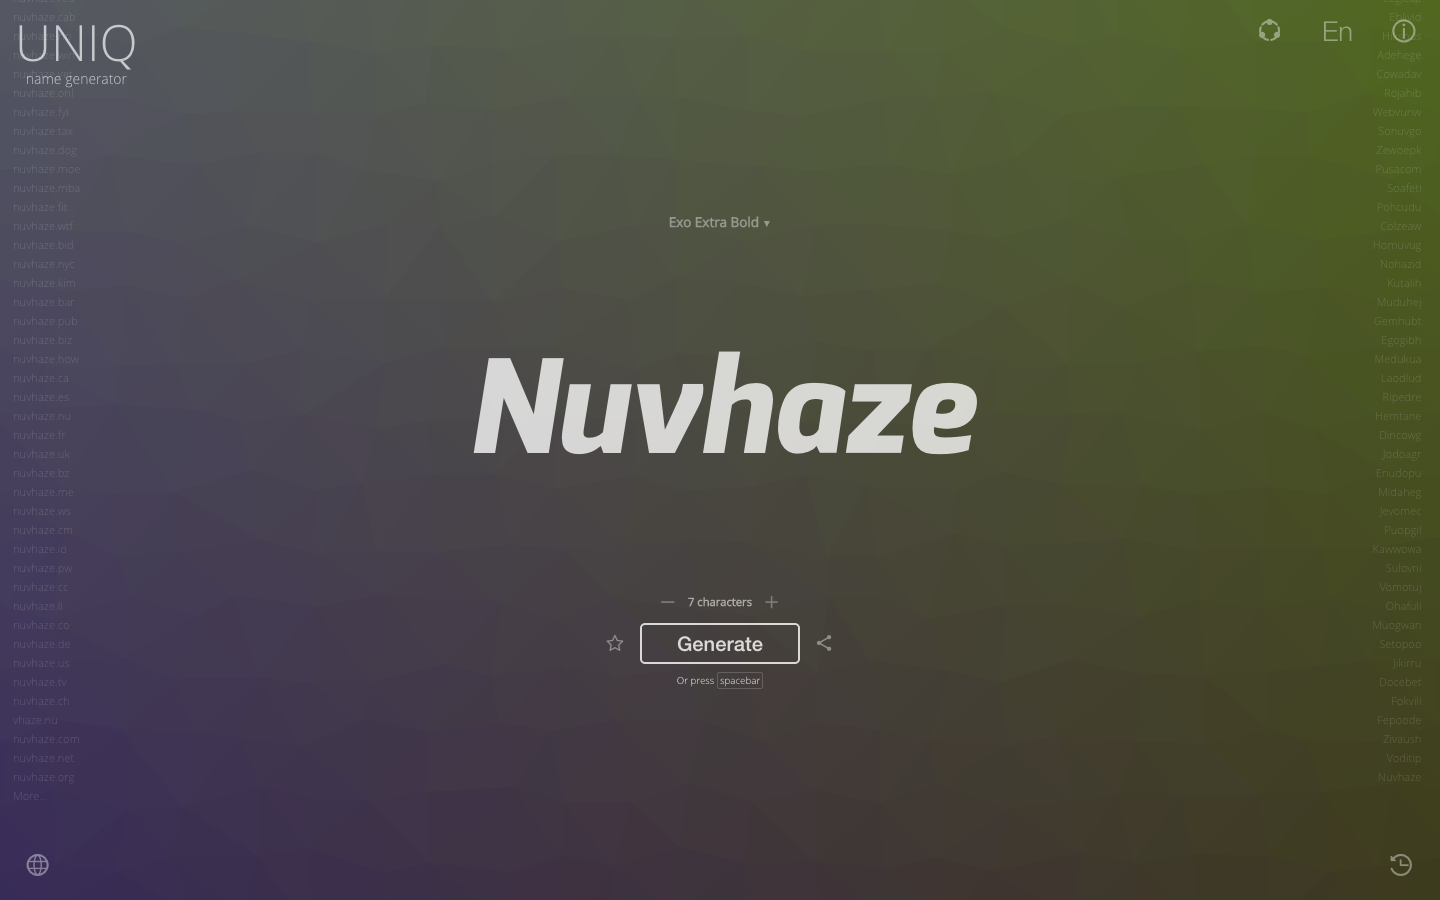 nuvhaze.cab
UNIQ
name generator
En
nuvhaze.onl
nuvhaze.fyi
nuvhaze.tax
nuvhaze.dog
nuvhaze.moe
nuvhaze.mba
nuvhaze.fit
nuvhaze.wtf
nuvhaze.bid
nuvhaze.nyc
nuvhaze.kim
nuvhaze.bar
nuvhaze.pub
nuvhaze.biz
nuvhaze.how
nuvhaze.ca
nuvhaze.es
nuvhaze.nu
nuvhaze.fr
nuvhaze.uk
nuvhaze.bz
nuvhaze.me
nuvhaze.ws
nuvhaze.cm
nuvhaze.id
nuvhaze.pw
nuvhaze.cc
nuvhaze.li
nuvhaze.co
nuvhaze.de
nuvhaze.us
nuvhaze.tv
nuvhaze.ch
vhaze.nu
nuvhaze.com
nuvhaze.net
nuvhaze.org
More...
Exo Extra Bold ▾
Nuvhaze
7 characters
Generate
Or press spacebar
Adehege
Cowadav
Rojahib
Webvunw
Sonuvgo
Zewoepk
Pusacom
Soafeti
Pohcudu
Colzeaw
Homuvug
Nohazid
Kutalih
Muduhej
Gemhubt
Egogibh
Medukua
Laodlud
Ripedre
Hemtane
Dincowg
Jodoagr
Enudopu
Midaheg
Jevomec
Puopgil
Kawwowa
Sulovni
Vomotuj
Ohafuli
Muogwan
Setopoo
Jikirru
Docebet
Fokvili
Fepoode
Zivaush
Voditip
Nuvhaze